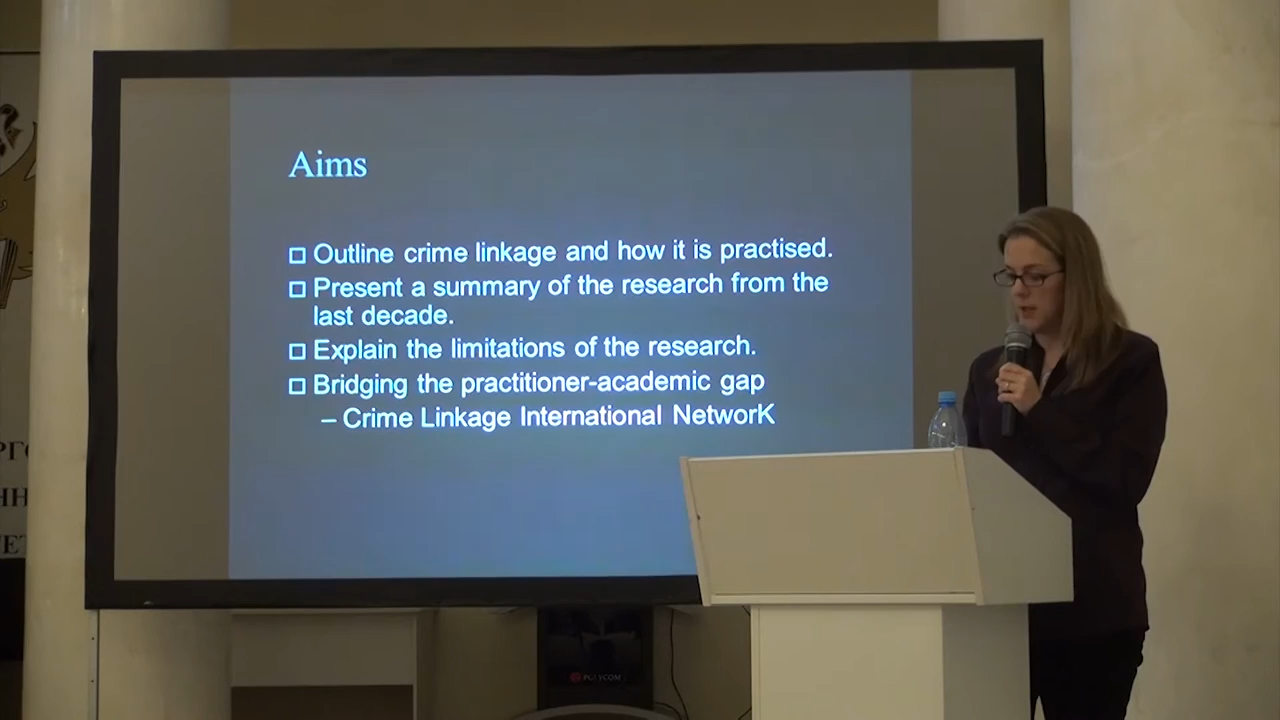 Aims
□ Outline crime linkage and how it is practised.
□ Present a summary of the research from the
last decade.
□ Explain the limitations of the research.
□ Bridging the practitioner-academic gap
– Crime Linkage International NetworK
POLYCOM